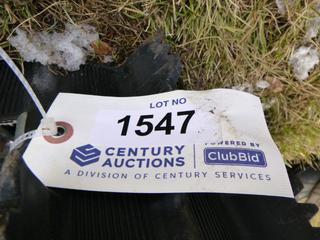 LOT NO
1547
CENTURY AUCTIONS
POWERED BY
ClubBid
A DIVISION OF CENTURY SERVICES